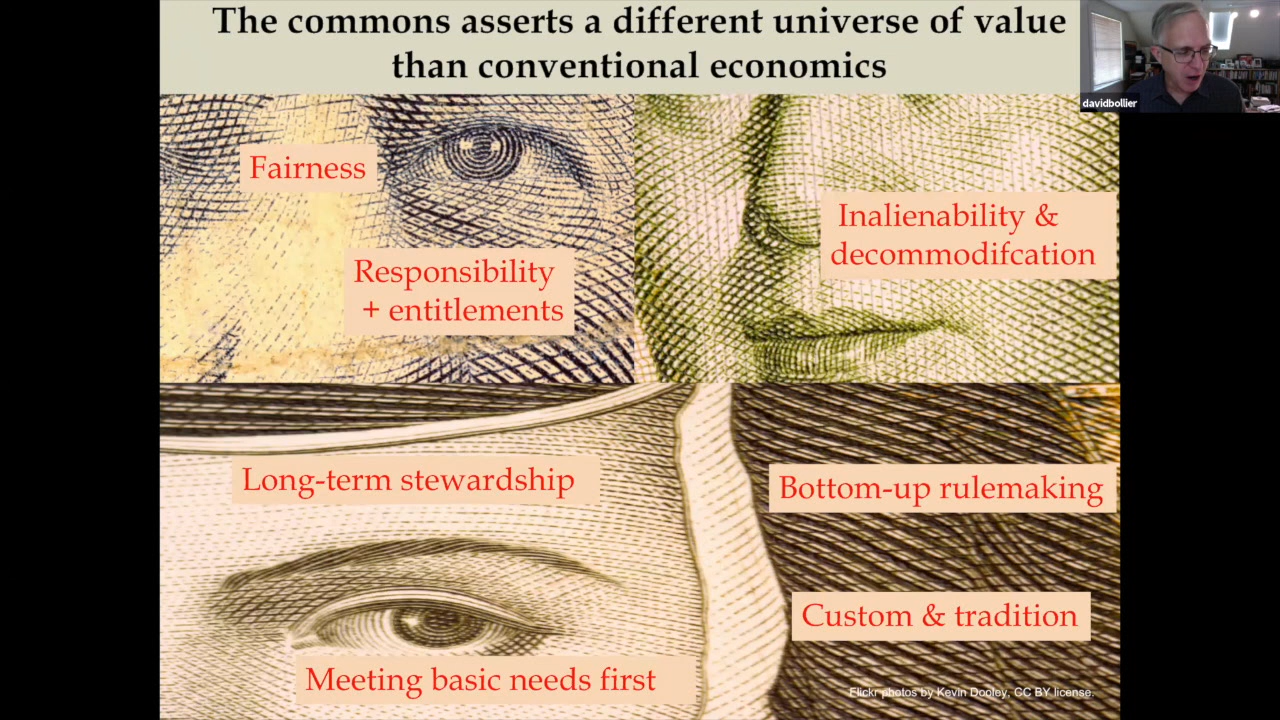 The commons asserts a different universe of value
than conventional economics
davidbollier
Fairness
Responsibility
+ entitlements
Inalienability &
decommodifcation
Long-term stewardship
Bottom-up rulemaking
Custom & tradition
Meeting basic needs first
Flickr photos by Kevin Dooley, CC BY license.